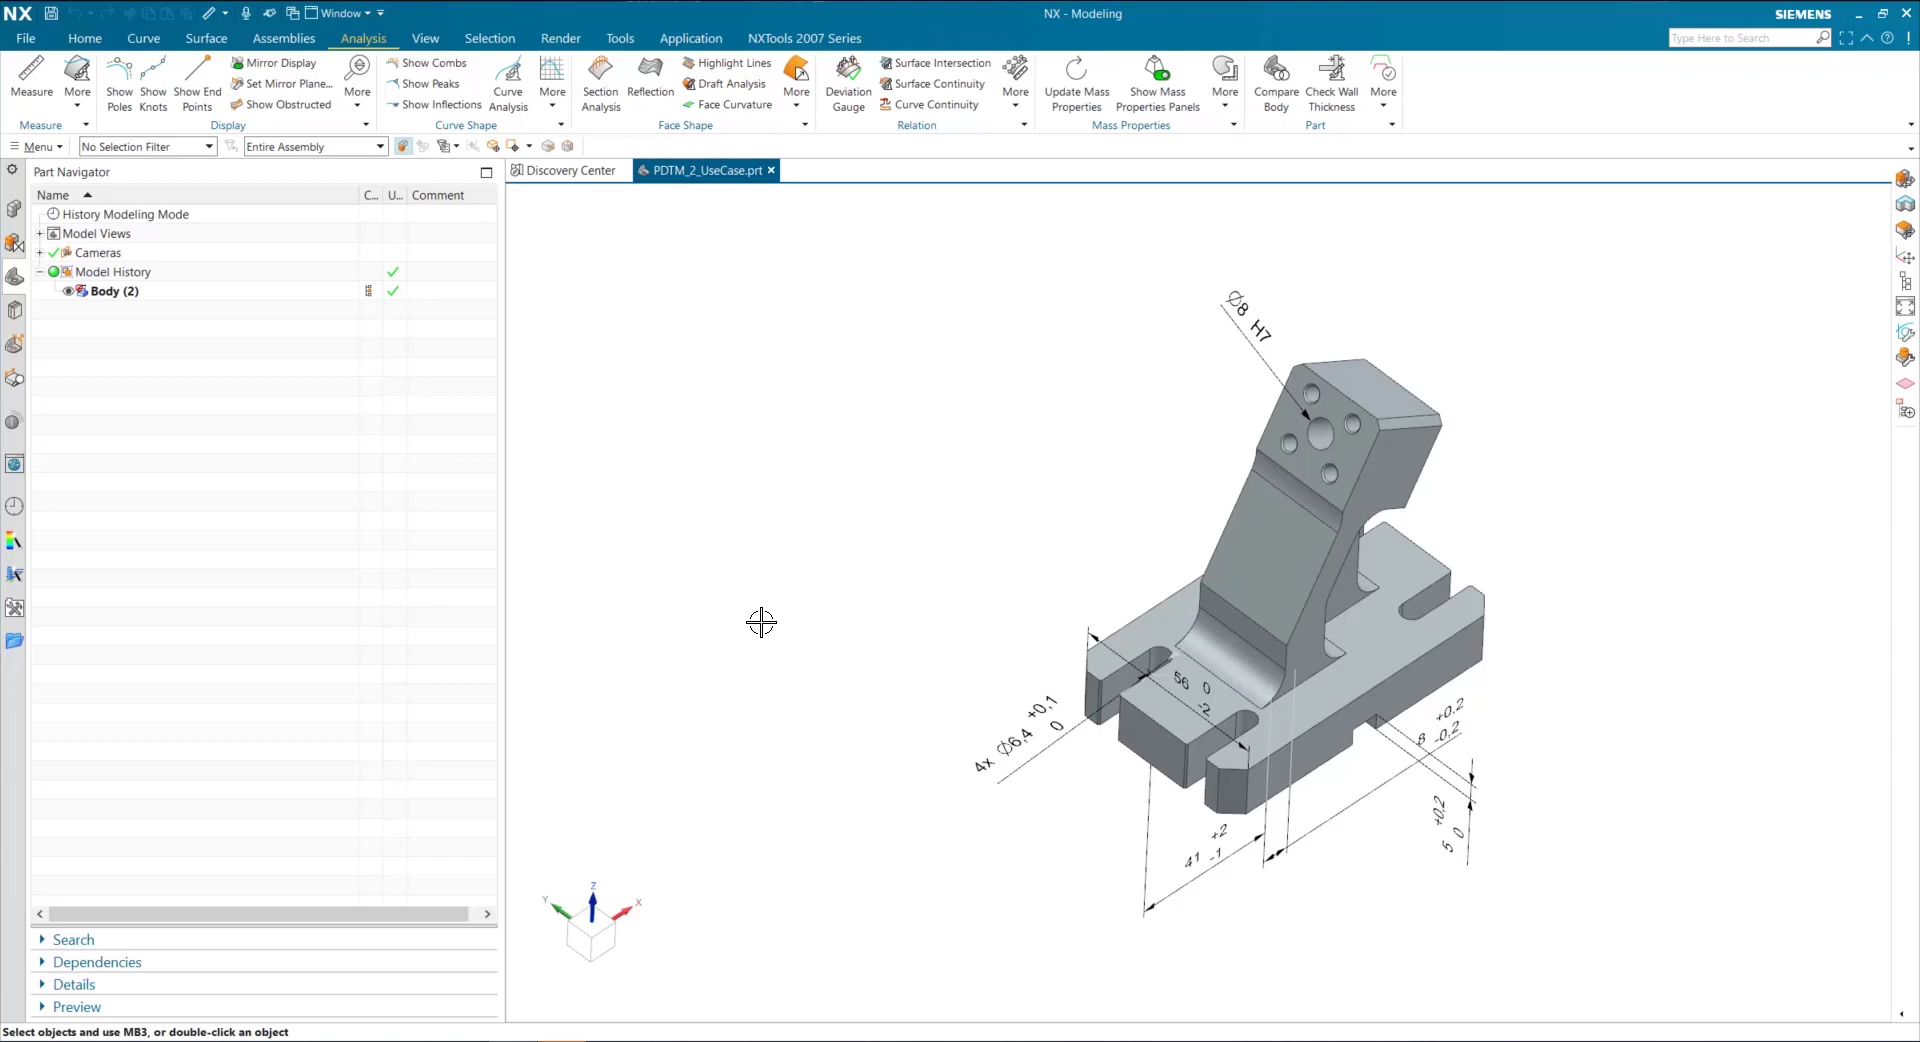 NX Window NX - Modeling SIEMENS
File Home Curve Surface Assemblies Analysis View Selection Render Tools Application NXTools 2007 Series Type Here to Search
Measure
More
Show Poles
Show Knots
Show End Points
Mirror Display
Set Mirror Plane...
Show Obstructed
More
Show Combs
Show Peaks
Show Inflections
Curve Analysis
More
Section Analysis
Reflection
Highlight Lines
Draft Analysis
Face Curvature
More
Deviation Gauge
Surface Intersection
Surface Continuity
Curve Continuity
More
Update Mass Properties
Show Mass Properties Panels
More
Compare Body
Check Wall Thickness
More
Measure Display Curve Shape Face Shape Relation Mass Properties Part
Menu No Selection Filter Entire Assembly
Part Navigator
Discovery Center PDTM_2_UseCase.prt
Name C... U... Comment
History Modeling Mode
Model Views
Cameras
Model History
Body (2)
Ø8 H7
56 0 -2
4x Ø6,4 +0,1 0
8 +0,2 -0,2
5 +0,2 0
41 +2 -1
Z
Y
X
Search
Dependencies
Details
Preview
Select objects and use MB3, or double-click an object